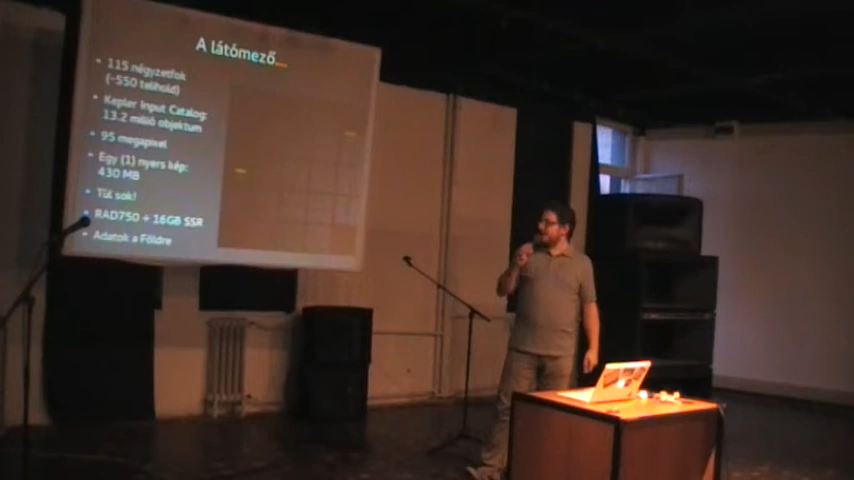 A látómező...
• 115 négyzetfok
(~550 telihold)
• Kepler Input Catalog:
13.2 millió objektum
• 95 megapixel
• Egy (1) nyers kép:
430 MB
• Túl sok!
• RAD750 + 16GB SSR
• Adatok a Földre